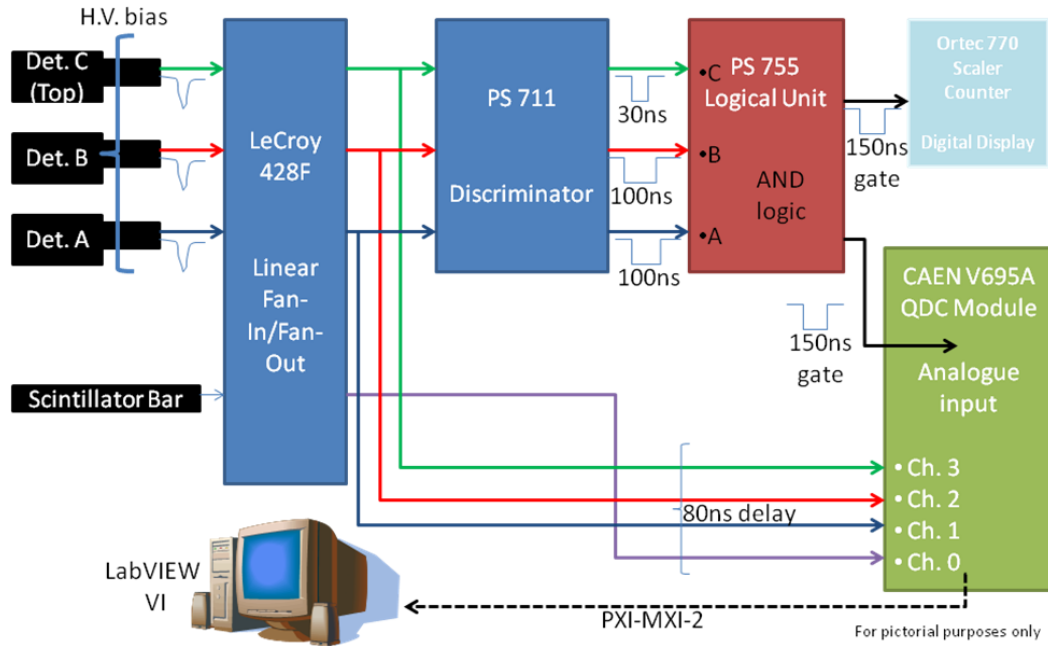 H.V. bias
Det. C
(Top)
Det. B
Det. A
Scintillator Bar
LeCroy
428F
Linear
Fan-
In/Fan-
Out
PS 711
Discriminator
30ns
100ns
100ns
•C
•B
•A
PS 755
Logical Unit
AND
logic
150ns
gate
Ortec 770
Scaler
Counter
Digital Display
150ns
gate
CAEN V695A
QDC Module
Analogue
input
• Ch. 3
• Ch. 2
• Ch. 1
• Ch. 0
80ns delay
LabVIEW
VI
PXI-MXI-2
For pictorial purposes only